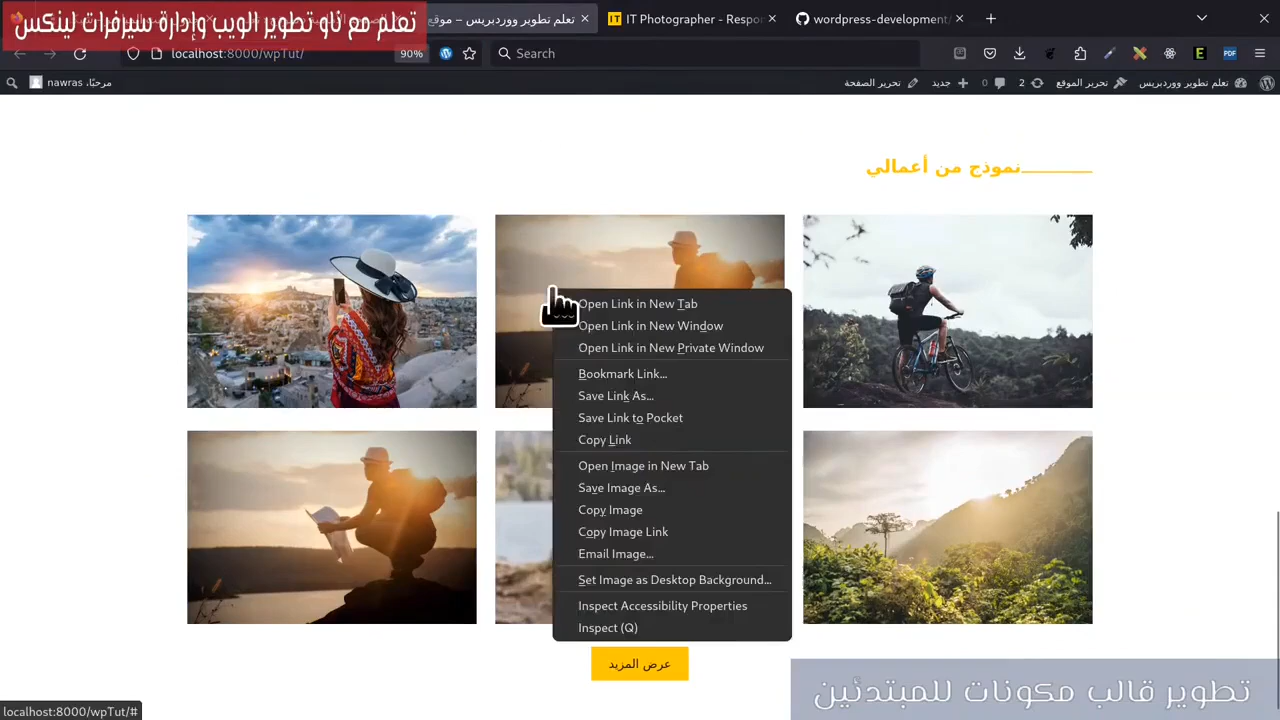 تعلم مع ناو تطوير الويب وإدارة سيرفرات لينكس
تعلم تطوير ووردبريس – موقع
IT Photographer - Respo
wordpress-development/
localhost:8000/wpTut/
90%
Search
PDF
مرحبًا، nawras
تحرير الصفحة
جديد
0
2
تحرير الموقع
تعلم تطوير ووردبريس
نموذج من أعمالي
Open Link in New Tab
Open Link in New Window
Open Link in New Private Window
Bookmark Link...
Save Link As...
Save Link to Pocket
Copy Link
Open Image in New Tab
Save Image As...
Copy Image
Copy Image Link
Email Image...
Set Image as Desktop Background...
Inspect Accessibility Properties
Inspect (Q)
عرض المزيد
تطوير قالب مكونات للمبتدئين
localhost:8000/wpTut/#